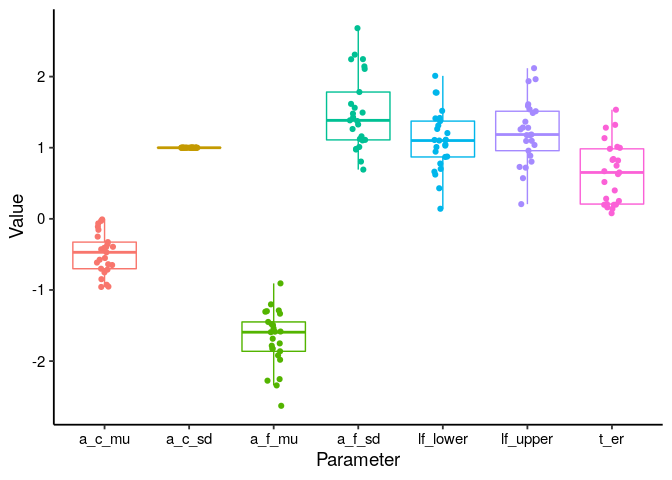 2
1
0
-1
-2
Value
a_c_mu a_c_sd a_f_mu a_f_sd lf_lower lf_upper t_er
Parameter